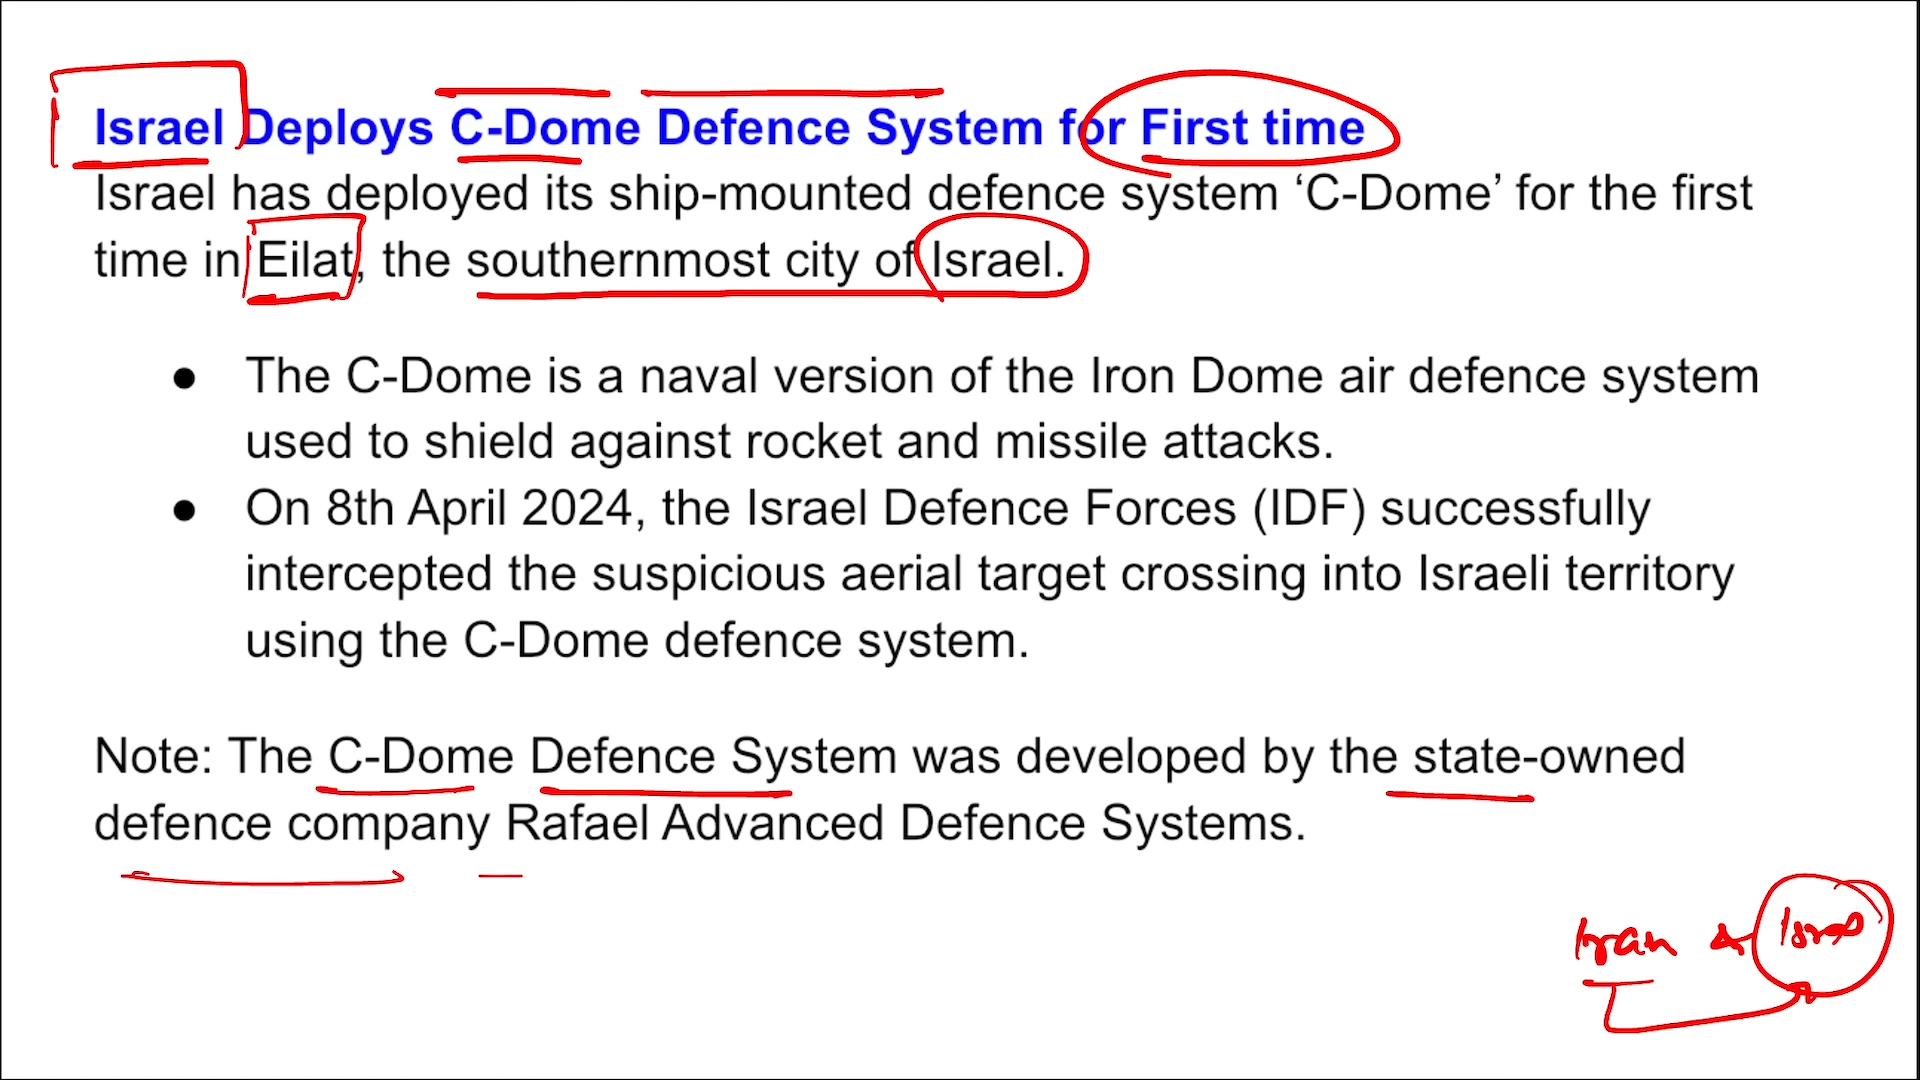 Israel Deploys C-Dome Defence System for First time
Israel has deployed its ship-mounted defence system ‘C-Dome’ for the first
time in Eilat, the southernmost city of Israel.
● The C-Dome is a naval version of the Iron Dome air defence system
used to shield against rocket and missile attacks.
● On 8th April 2024, the Israel Defence Forces (IDF) successfully
intercepted the suspicious aerial target crossing into Israeli territory
using the C-Dome defence system.
Note: The C-Dome Defence System was developed by the state-owned
defence company Rafael Advanced Defence Systems.
Iran &